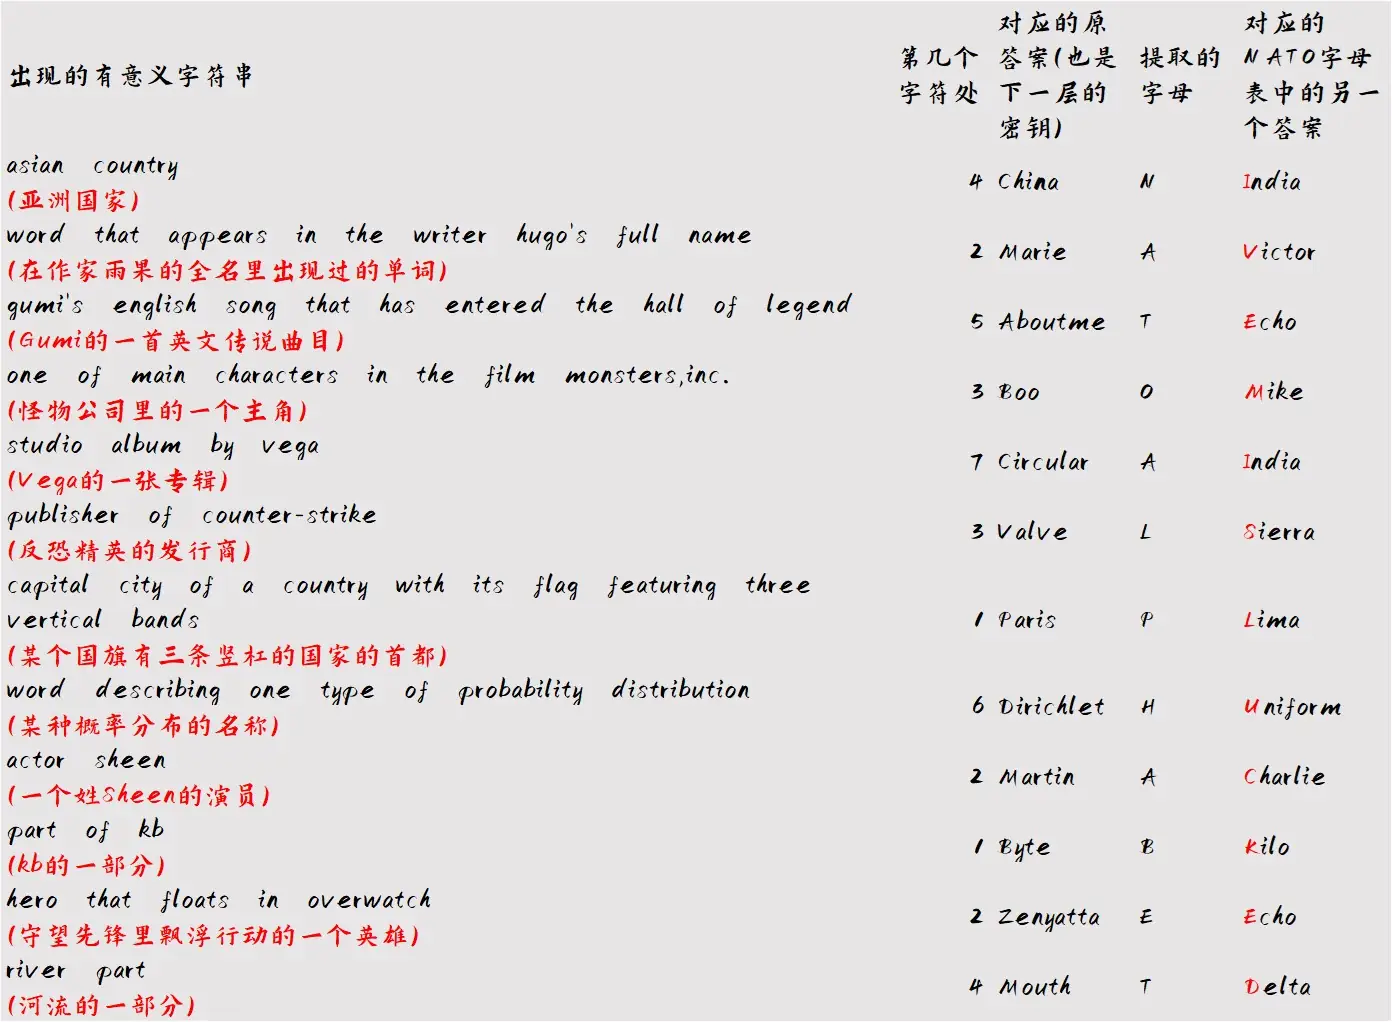 出现的有意义字符串 第几个字符处 对应的原答案(也是下一层的密钥) 提取的字母 对应的NATO字母表中的另一个答案
asian country
(亚洲国家) 4 China N India
word that appears in the writer hugo's full name
(在作家雨果的全名里出现过的单词) 2 Marie A Victor
gumi's english song that has entered the hall of legend
(Gumi的一首英文传说曲目) 5 Aboutme T Echo
one of main characters in the film monsters,inc.
(怪物公司里的一个主角) 3 Boo O Mike
studio album by vega
(Vega的一张专辑) 7 Circular A India
publisher of counter-strike
(反恐精英的发行商) 3 Valve L Sierra
capital city of a country with its flag featuring three
vertical bands
(某个国旗有三条竖杠的国家的首都) 1 Paris P Lima
word describing one type of probability distribution
(某种概率分布的名称) 6 Dirichlet H Uniform
actor sheen
(一个姓Sheen的演员) 2 Martin A Charlie
part of kb
(kb的一部分) 1 Byte B Kilo
hero that floats in overwatch
(守望先锋里飘浮行动的一个英雄) 2 Zenyatta E Echo
river part
(河流的一部分) 4 Mouth T Delta